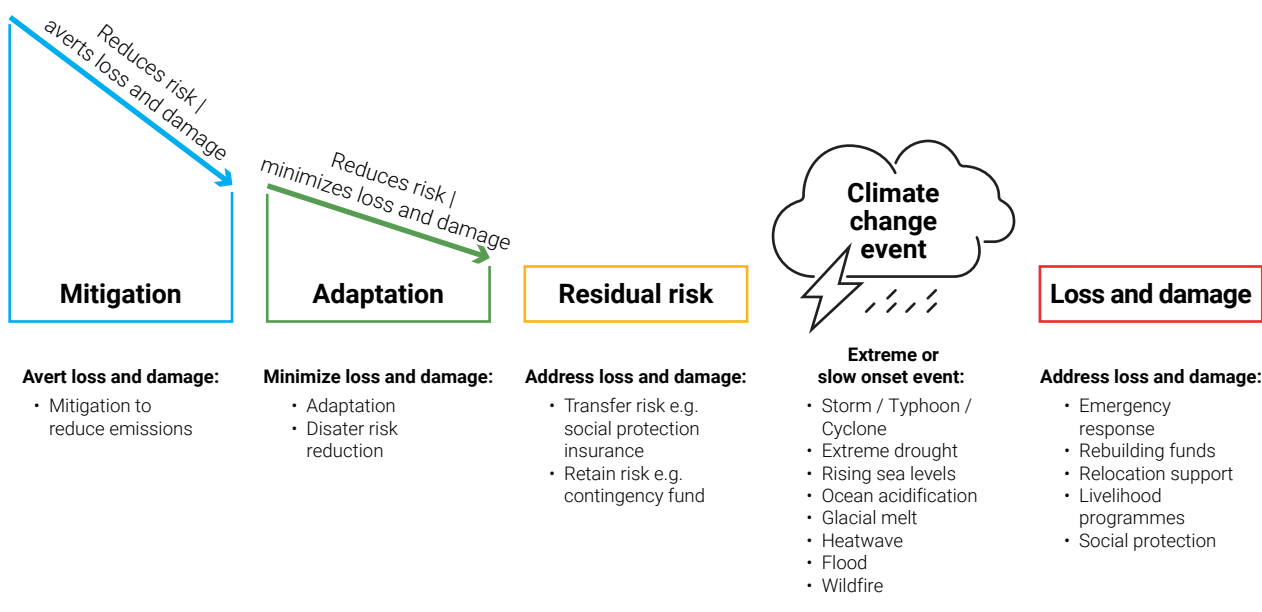 Reduces risk |
averts loss and damage
Reduces risk |
minimizes loss and damage
Climate
change
event
Mitigation
Adaptation
Residual risk
Loss and damage
Avert loss and damage:
• Mitigation to
reduce emissions
Minimize loss and damage:
• Adaptation
• Disater risk
reduction
Address loss and damage:
• Transfer risk e.g.
social protection
insurance
• Retain risk e.g.
contingency fund
Extreme or
slow onset event:
• Storm / Typhoon /
Cyclone
• Extreme drought
• Rising sea levels
• Ocean acidification
• Glacial melt
• Heatwave
• Flood
• Wildfire
Address loss and damage:
• Emergency
response
• Rebuilding funds
• Relocation support
• Livelihood
programmes
• Social protection